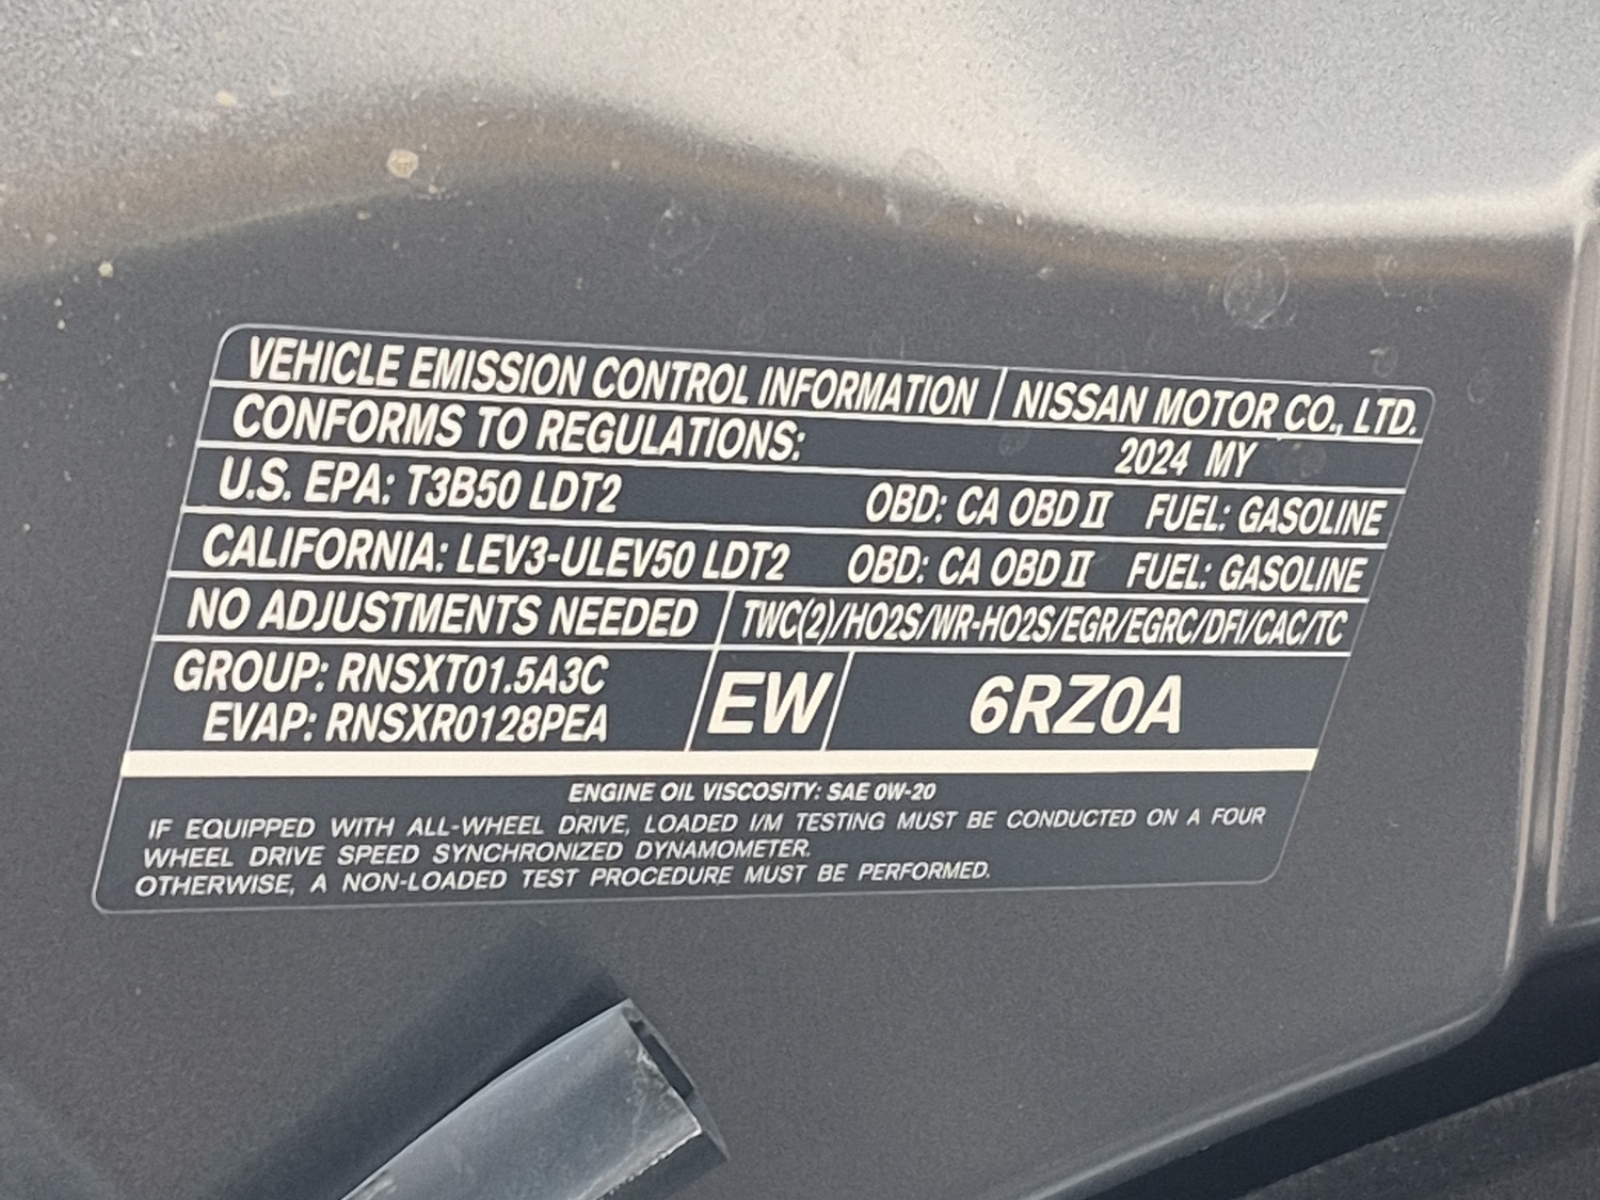 VEHICLE EMISSION CONTROL INFORMATION NISSAN MOTOR CO., LTD.
CONFORMS TO REGULATIONS: 2024 MY
U.S. EPA: T3B50 LDT2 OBD: CA OBD II FUEL: GASOLINE
CALIFORNIA: LEV3-ULEV50 LDT2 OBD: CA OBD II FUEL: GASOLINE
NO ADJUSTMENTS NEEDED TWC(2)/HO2S/WR-HO2S/EGR/EGRC/DFI/CAC/TC
GROUP: RNSXT01.5A3C
EVAP: RNSXR0128PEA
EW 6RZ0A
ENGINE OIL VISCOSITY: SAE 0W-20
IF EQUIPPED WITH ALL-WHEEL DRIVE, LOADED I/M TESTING MUST BE CONDUCTED ON A FOUR
WHEEL DRIVE SPEED SYNCHRONIZED DYNAMOMETER.
OTHERWISE, A NON-LOADED TEST PROCEDURE MUST BE PERFORMED.